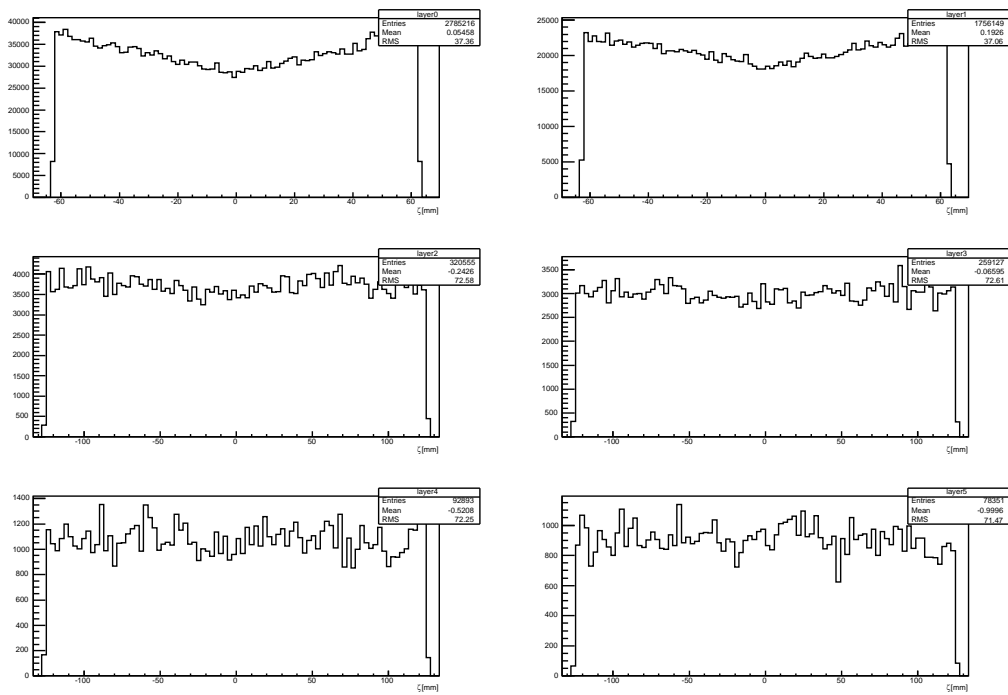 layer0
Entries 2785216
Mean 0.05458
RMS 37.36
40000
35000
30000
25000
20000
15000
10000
5000
0
-60 -40 -20 0 20 40 60
ζ[mm]
layer1
Entries 1756149
Mean 0.1926
RMS 37.06
25000
20000
15000
10000
5000
0
-60 -40 -20 0 20 40 60
ζ[mm]
layer2
Entries 320555
Mean -0.2426
RMS 72.58
4000
3500
3000
2500
2000
1500
1000
500
0
-100 -50 0 50 100
ζ[mm]
layer3
Entries 259127
Mean -0.06595
RMS 72.61
3500
3000
2500
2000
1500
1000
500
0
-100 -50 0 50 100
ζ[mm]
layer4
Entries 92893
Mean -0.5208
RMS 72.25
1400
1200
1000
800
600
400
200
0
-100 -50 0 50 100
ζ[mm]
layer5
Entries 78351
Mean -0.9996
RMS 71.47
1000
800
600
400
200
0
-100 -50 0 50 100
ζ[mm]